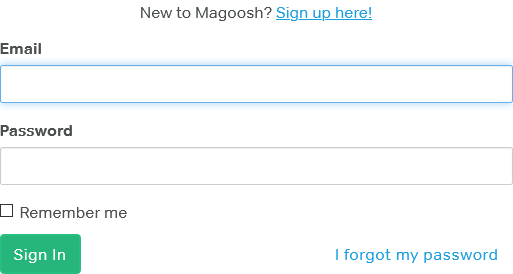 New to Magoosh? Sign up here!
Email
Password
Remember me
Sign In I forgot my password